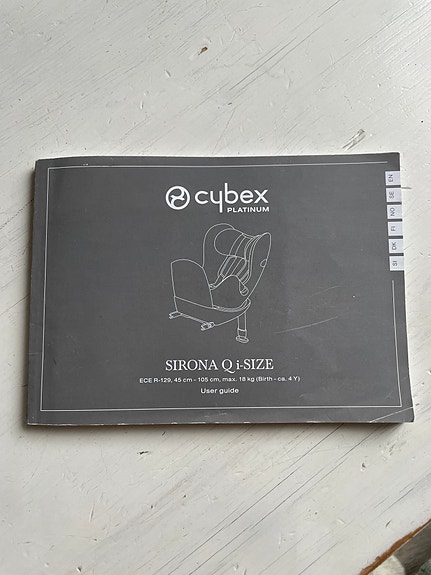 cybex
PLATINUM
EN
SE
NO
FI
DK
SI
SIRONA Q i-SIZE
ECE R-129, 45 cm - 105 cm, max. 18 kg (Birth - ca. 4 Y)
User guide